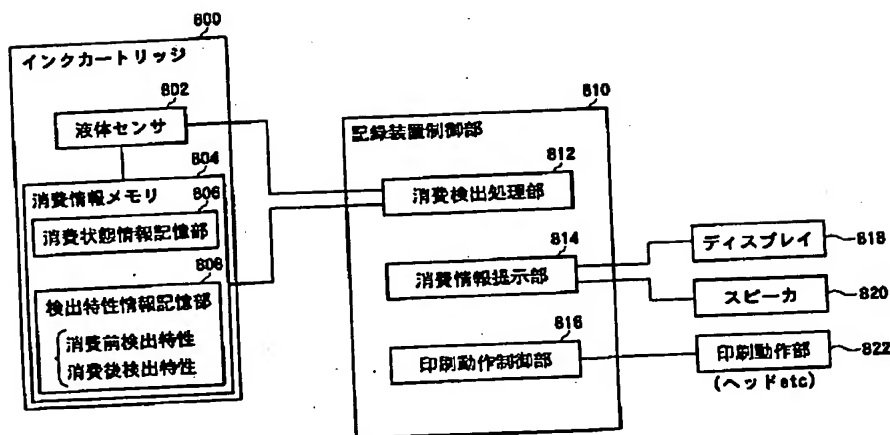 800
インクカートリッジ
802
液体センサ
804
消費情報メモリ
806
消費状態情報記憶部
808
検出特性情報記憶部
消費前検出特性
消費後検出特性
810
記録装置制御部
812
消費検出処理部
814
消費情報提示部
816
印刷動作制御部
ディスプレイ
818
スピーカ
820
印刷動作部
822
(ヘッドetc)